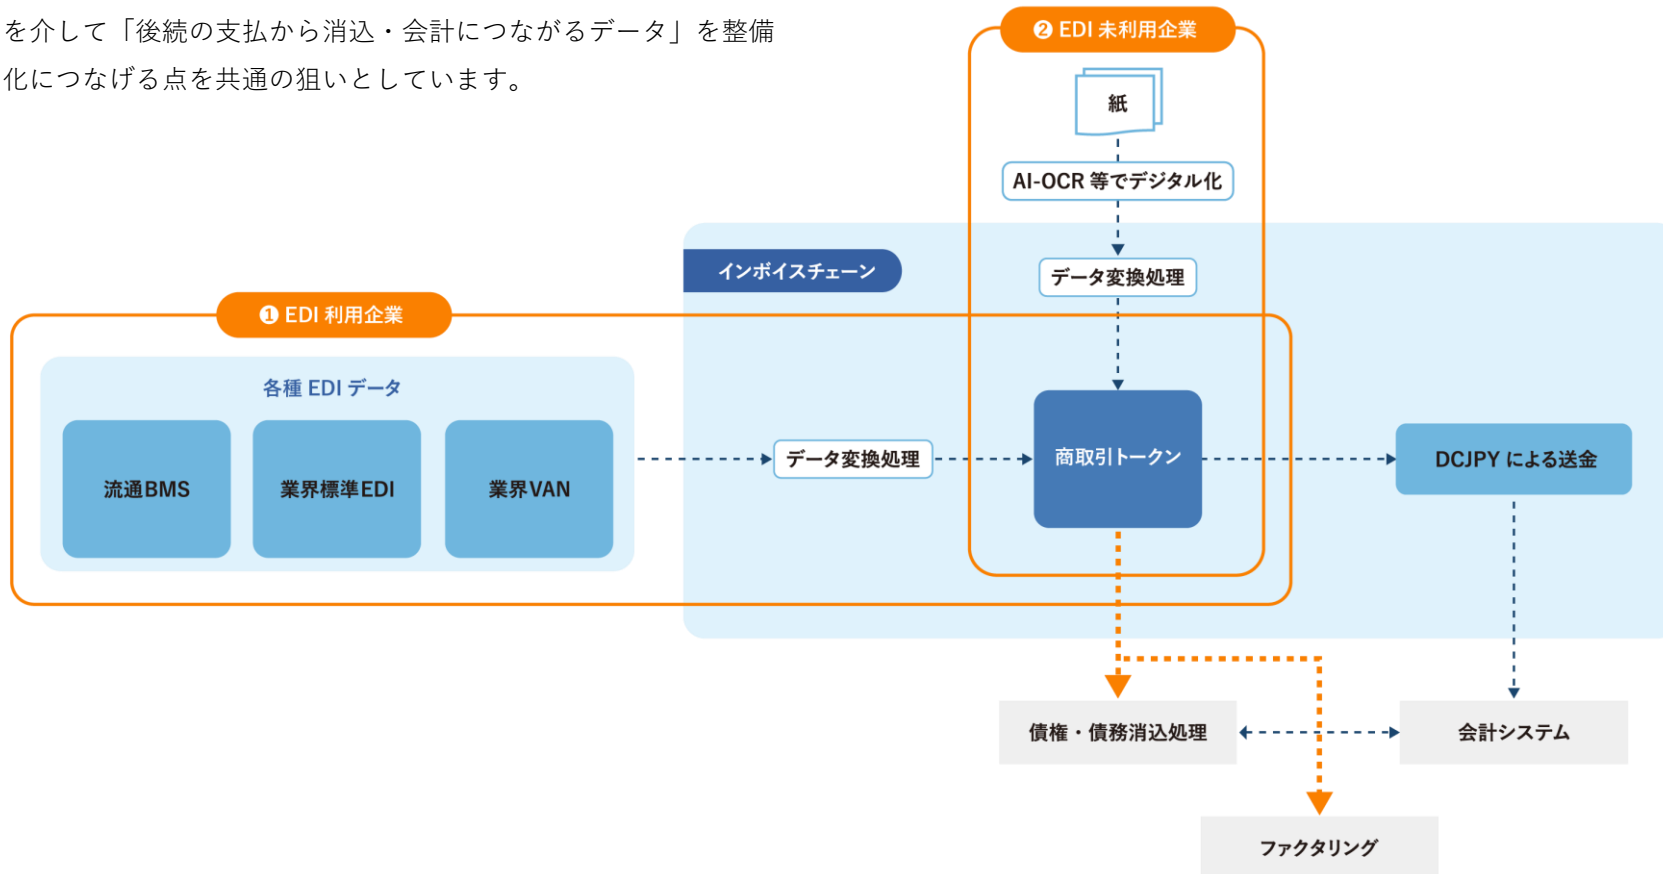 を介して「後続の支払から消込・会計につながるデータ」を整備
化につなげる点を共通の狙いとしています。
❷ EDI 未利用企業
紙
AI-OCR 等でデジタル化
インボイスチェーン
データ変換処理
❶ EDI 利用企業
各種 EDI データ
流通BMS
業界標準EDI
業界VAN
データ変換処理
商取引トークン
DCJPY による送金
債権・債務消込処理
会計システム
ファクタリング